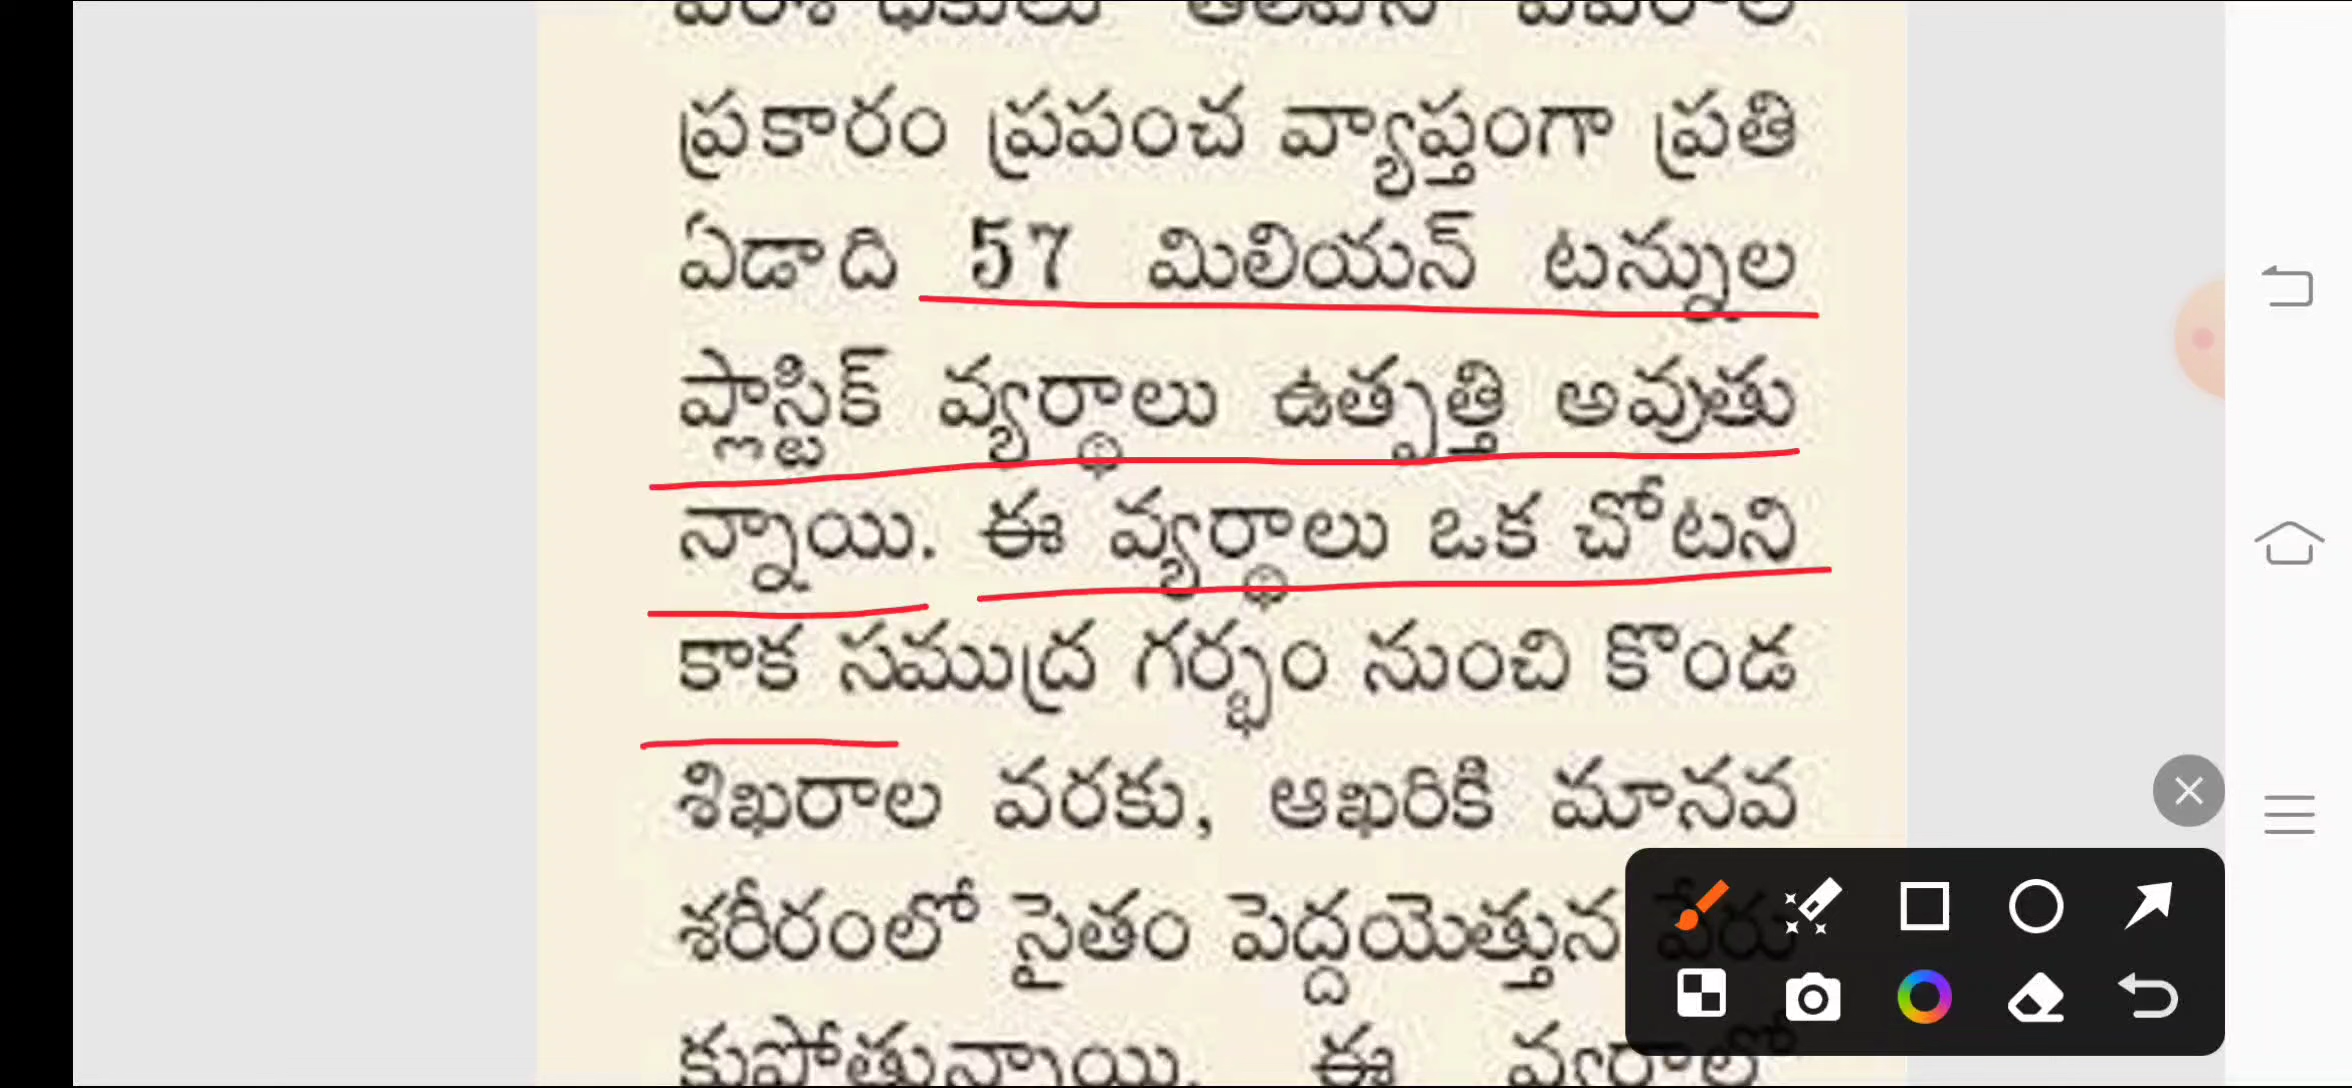 ప్రకారం ప్రపంచ వ్యాప్తంగా ప్రతి
ఏడాది 57 మిలియన్ టన్నుల
ప్లాస్టిక్ వ్యర్థాలు ఉత్పత్తి అవుతు
న్నాయి. ఈ వ్యర్థాలు ఒక చోటని
కాక సముద్ర గర్భం నుంచి కొండ
శిఖరాల వరకు, ఆఖరికి మానవ
శరీరంలో సైతం పెద్దయెత్తున పేరు
కుపోతున్నాయి. ఈ